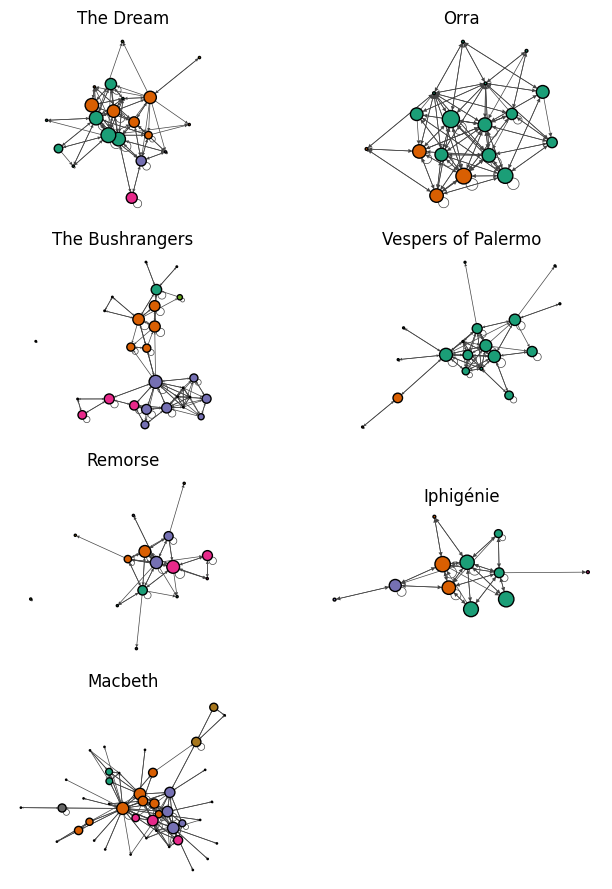 The Dream
Orra
The Bushrangers
Vespers of Palermo
Remorse
Iphigénie
Macbeth